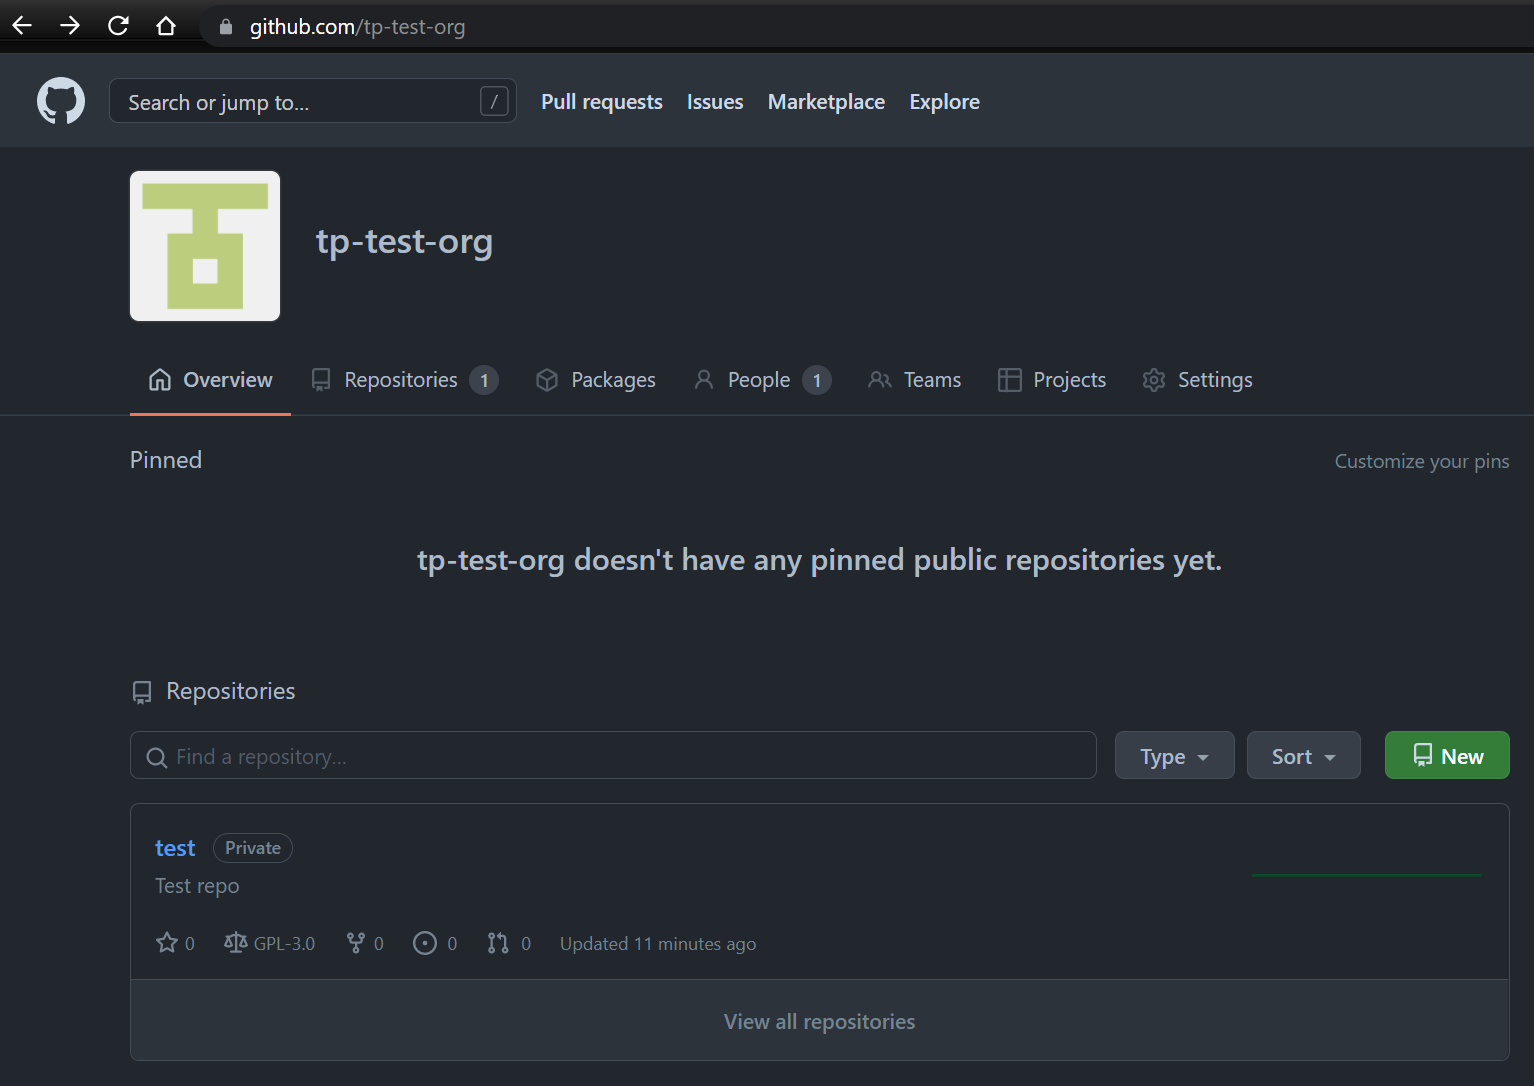 github.com/tp-test-org
Search or jump to... /
Pull requests Issues Marketplace Explore
tp-test-org
Overview Repositories 1 Packages People 1 Teams Projects Settings
Pinned Customize your pins
tp-test-org doesn't have any pinned public repositories yet.
Repositories
Find a repository... Type Sort New
test Private
Test repo
0 GPL-3.0 0 0 0 Updated 11 minutes ago
View all repositories